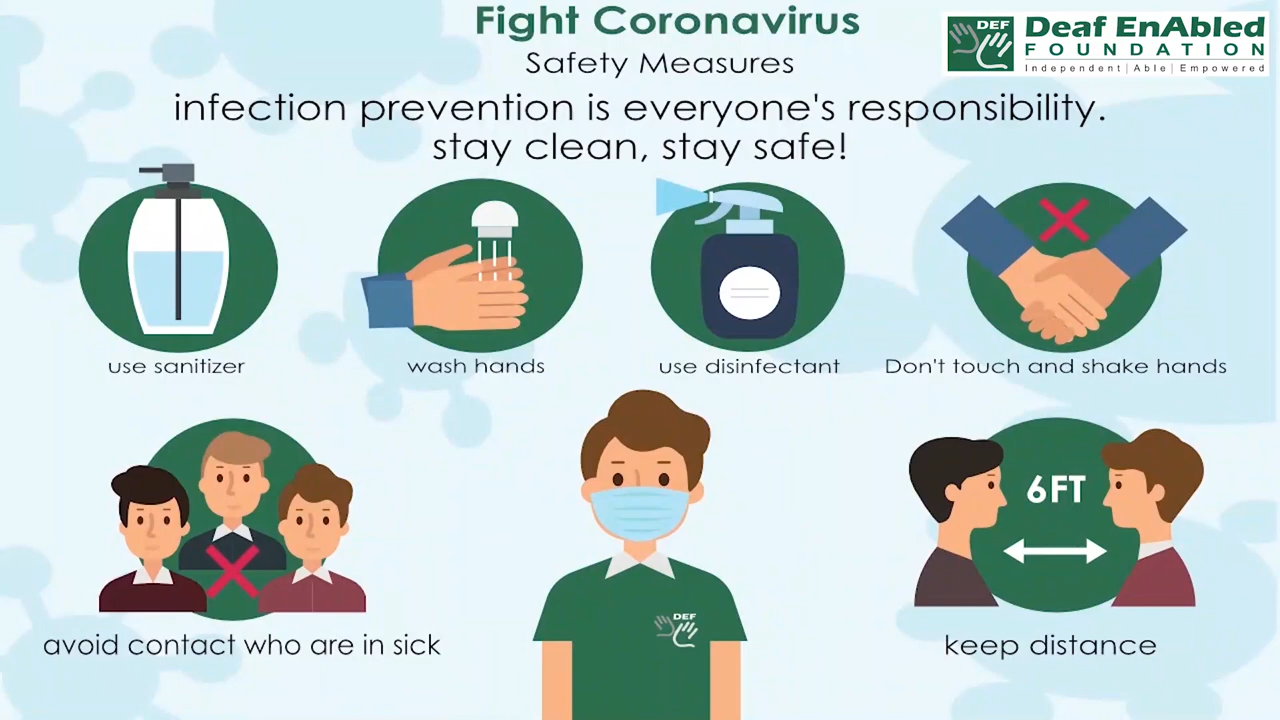 Fight Coronavirus
Safety Measures
DEF
Deaf EnAbled
FOUNDATION
Independent | Able | Empowered
infection prevention is everyone's responsibility.
stay clean, stay safe!
use sanitizer
wash hands
use disinfectant
Don't touch and shake hands
6FT
DEF
avoid contact who are in sick
keep distance